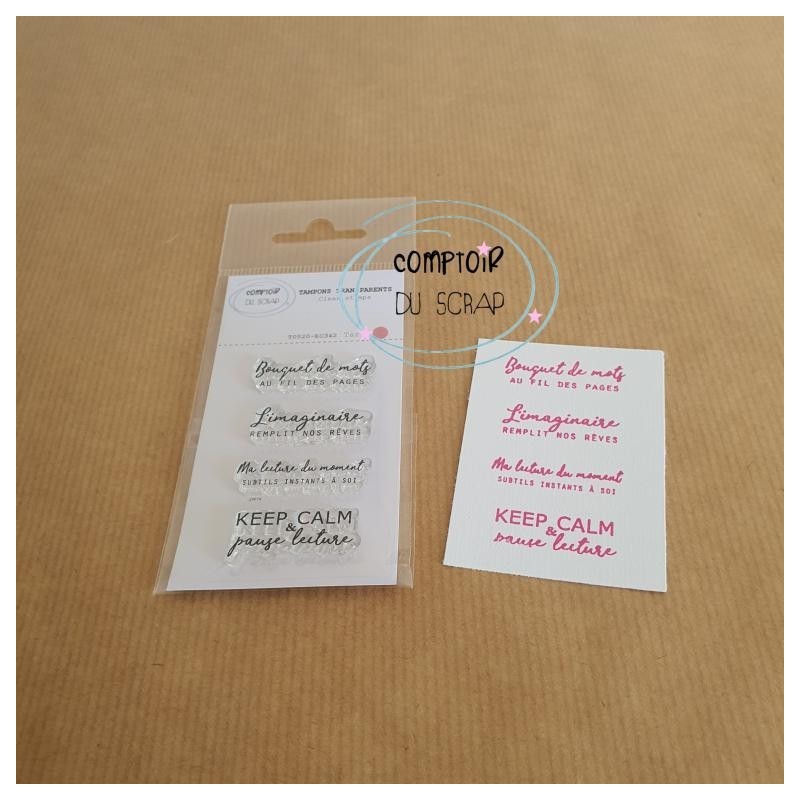 COMPTOIR
DU SCRAP
COMPTOIR
DU SCRAP
TAMPONS TRANSPARENTS
Bouquet de mots
AU FIL DES PAGES
L'imaginaire
REMPLIT NOS RÊVES
Ma lecture du moment
SUBTILS INSTANTS À SOI
KEEP CALM
&
pause lecture
Bouquet de mots
AU FIL DES PAGES
L'imaginaire
REMPLIT NOS RÊVES
Ma lecture du moment
SUBTILS INSTANTS À SOI
KEEP CALM
&
pause lecture